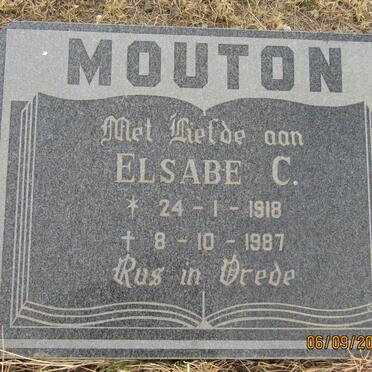 MOUTON
Met Liefde aan
ELSABE C.
* 24 - 1 - 1918
† 8 - 10 - 1987
Rus in Vrede
06/09/20